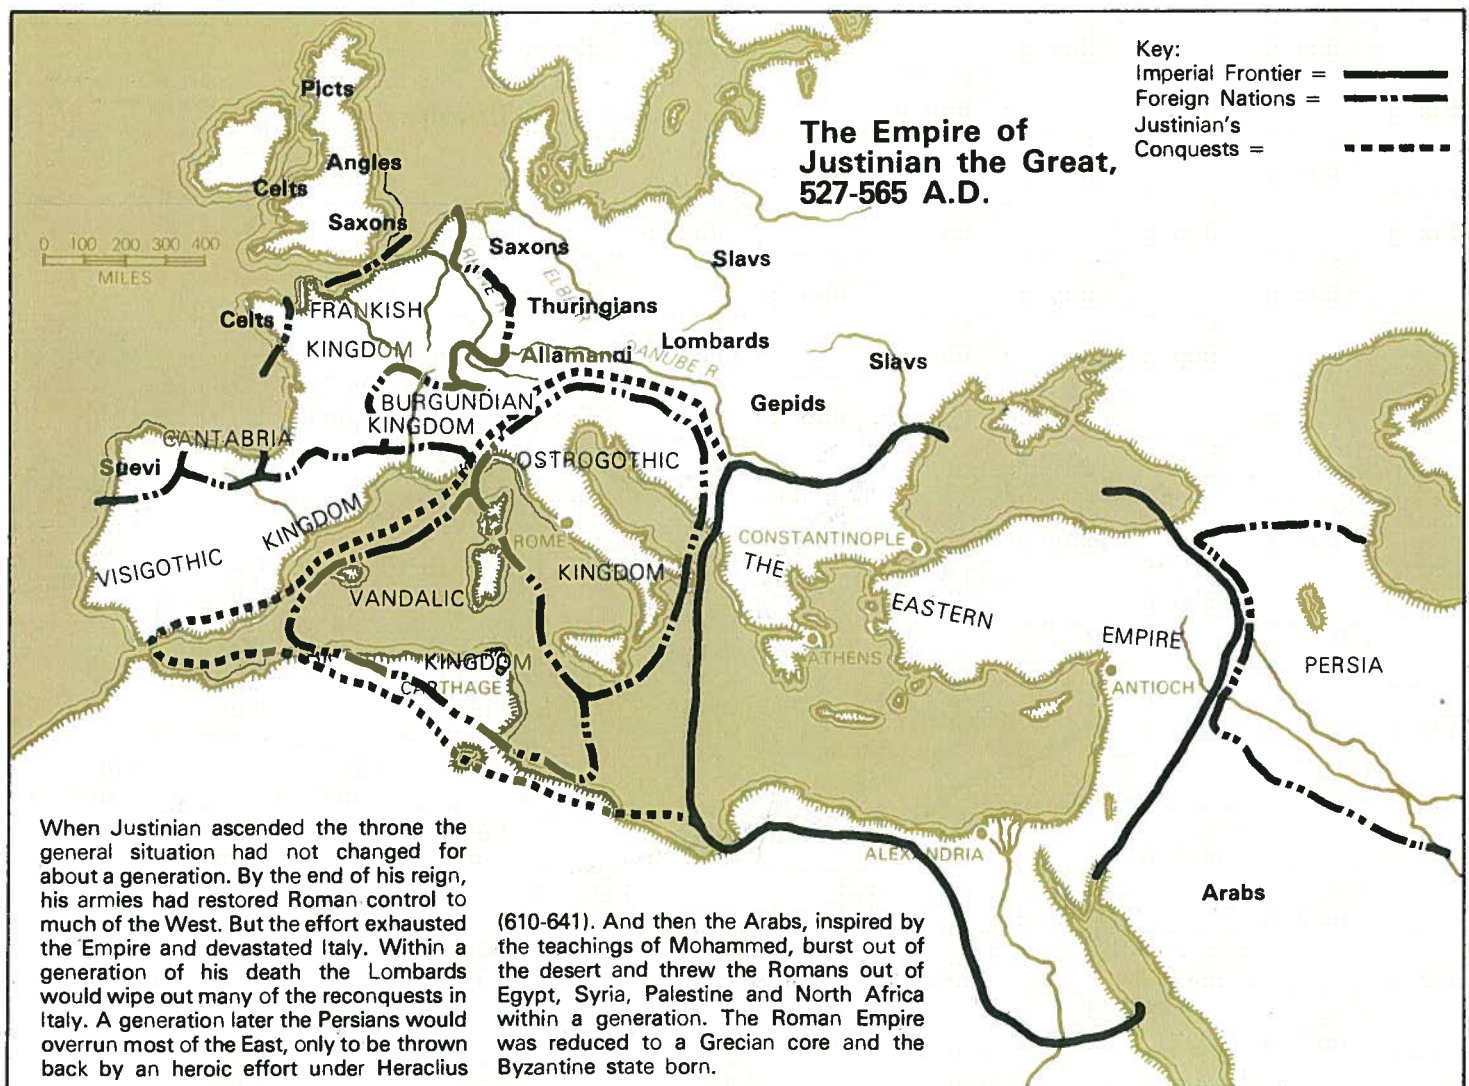 Key:
Imperial Frontier =
Foreign Nations =
Justinian's
Conquests =
The Empire of
Justinian the Great,
527-565 A.D.
Picts
Angles
Celts
Saxons
0 100 200 300 400
MILES
Saxons
RHINE R
ELBE R
Slavs
Celts
FRANKISH
KINGDOM
Thuringians
Allamanni
DANUBE R
Lombards
Slavs
Gepids
BURGUNDIAN
KINGDOM
CANTABRIA
Suevi
OSTROGOTHIC
KINGDOM
VISIGOTHIC
KINGDOM
ROME
CONSTANTINOPLE
THE
EASTERN
EMPIRE
VANDALIC
KINGDOM
CARTHAGE
ATHENS
ANTIOCH
PERSIA
ALEXANDRIA
Arabs
When Justinian ascended the throne the
general situation had not changed for
about a generation. By the end of his reign,
his armies had restored Roman control to
much of the West. But the effort exhausted
the Empire and devastated Italy. Within a
generation of his death the Lombards
would wipe out many of the reconquests in
Italy. A generation later the Persians would
overrun most of the East, only to be thrown
back by an heroic effort under Heraclius
(610-641). And then the Arabs, inspired by
the teachings of Mohammed, burst out of
the desert and threw the Romans out of
Egypt, Syria, Palestine and North Africa
within a generation. The Roman Empire
was reduced to a Grecian core and the
Byzantine state born.